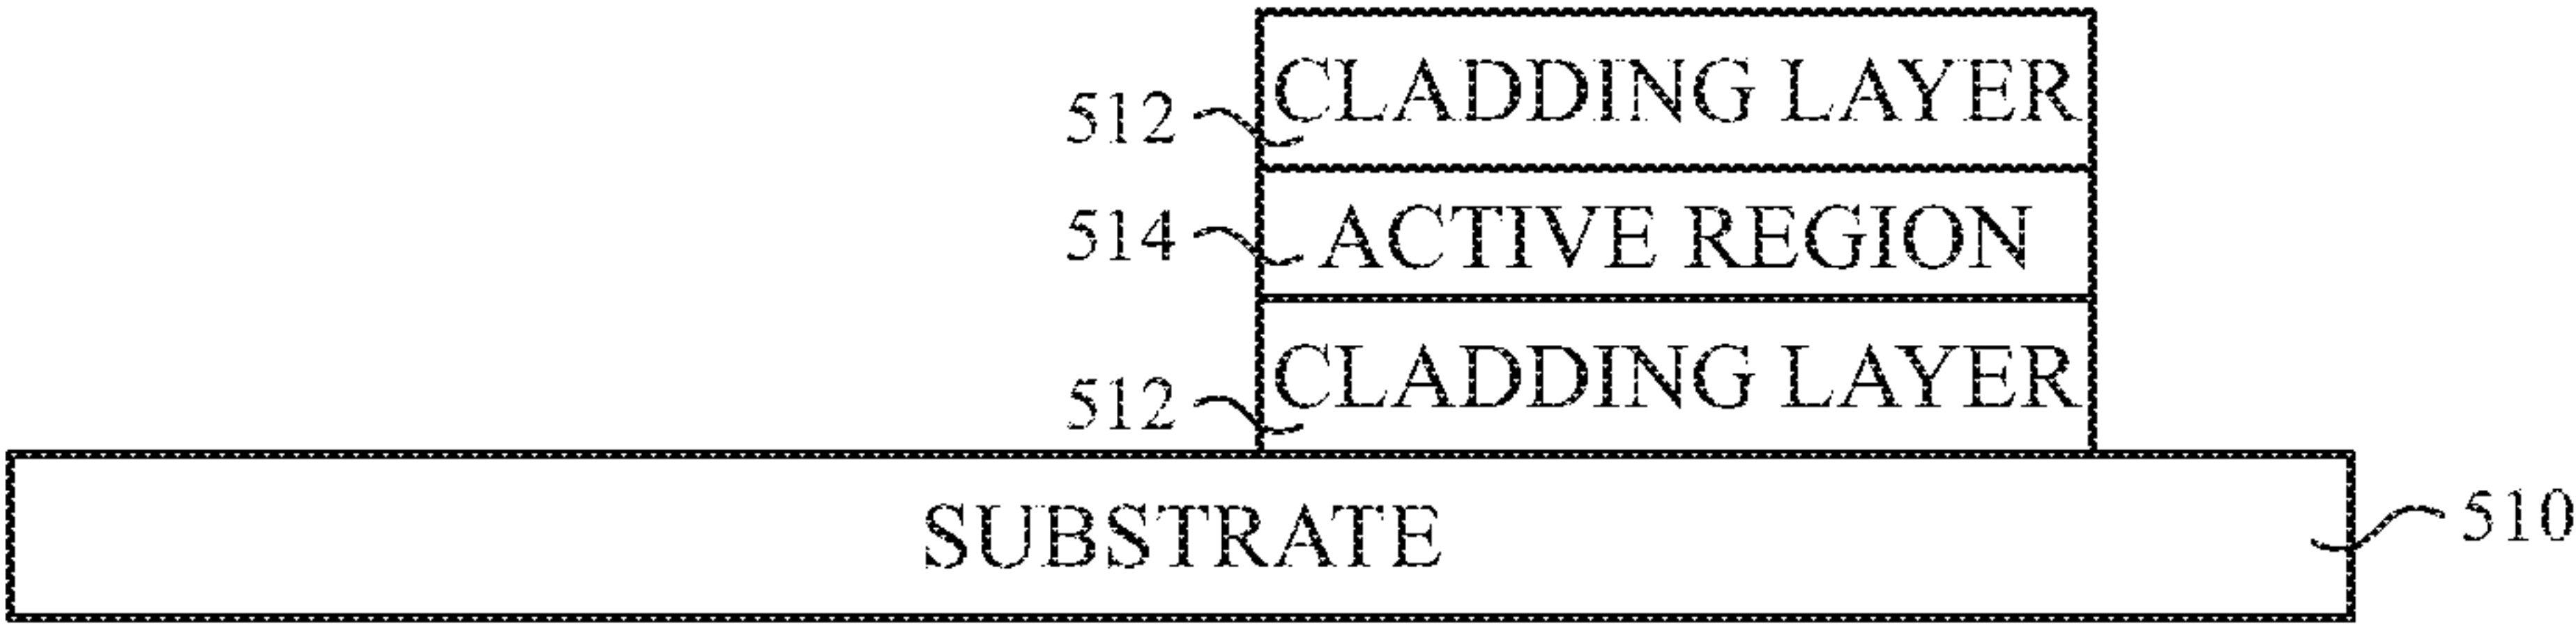 512 CLADDING LAYER
514 ACTIVE REGION
512 CLADDING LAYER
SUBSTRATE 510